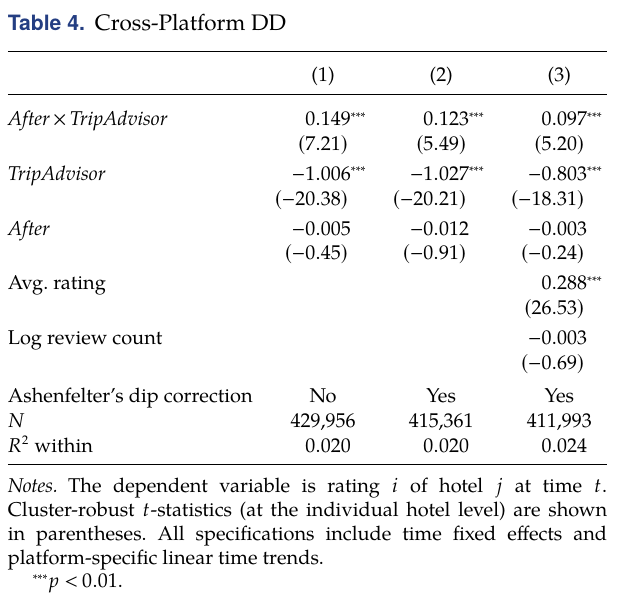 Table 4. Cross-Platform DD
(1) (2) (3)
After × TripAdvisor 0.149*** 0.123*** 0.097***
(7.21) (5.49) (5.20)
TripAdvisor −1.006*** −1.027*** −0.803***
(−20.38) (−20.21) (−18.31)
After −0.005 −0.012 −0.003
(−0.45) (−0.91) (−0.24)
Avg. rating 0.288***
(26.53)
Log review count −0.003
(−0.69)
Ashenfelter’s dip correction No Yes Yes
N 429,956 415,361 411,993
R² within 0.020 0.020 0.024
Notes. The dependent variable is rating i of hotel j at time t.
Cluster-robust t-statistics (at the individual hotel level) are shown
in parentheses. All specifications include time fixed effects and
platform-specific linear time trends.
***p < 0.01.